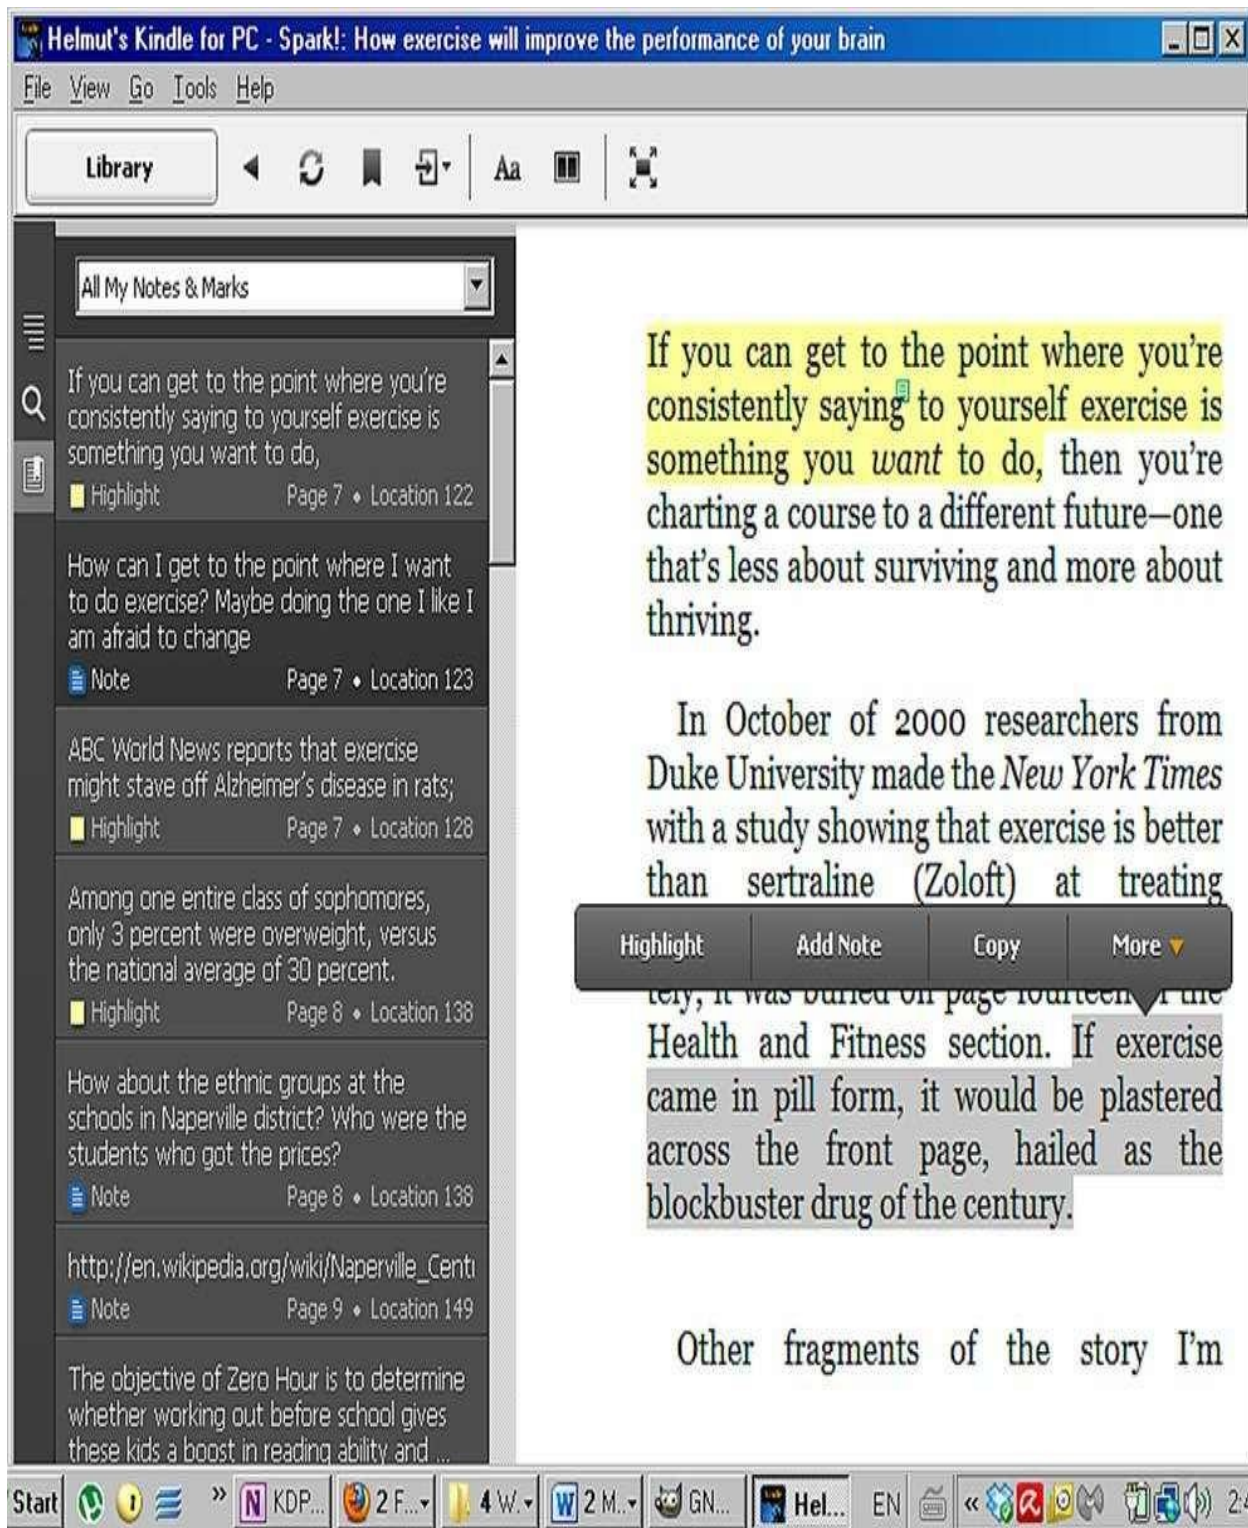 Helmut's Kindle for PC - Spark!: How exercise will improve the performance of your brain
File View Go Tools Help
Library Aa
All My Notes & Marks
If you can get to the point where you're
consistently saying to yourself exercise is
something you want to do,
Highlight Page 7 • Location 122
How can I get to the point where I want
to do exercise? Maybe doing the one I like I
am afraid to change
Note Page 7 • Location 123
ABC World News reports that exercise
might stave off Alzheimer's disease in rats;
Highlight Page 7 • Location 128
Among one entire class of sophomores,
only 3 percent were overweight, versus
the national average of 30 percent.
Highlight Page 8 • Location 138
How about the ethnic groups at the
schools in Naperville district? Who were the
students who got the prices?
Note Page 8 • Location 138
http://en.wikipedia.org/wiki/Naperville_Cent
Note Page 9 • Location 149
The objective of Zero Hour is to determine
whether working out before school gives
these kids a boost in reading ability and ...
If you can get to the point where you're
consistently saying to yourself exercise is
something you want to do, then you're
charting a course to a different future—one
that's less about surviving and more about
thriving.
In October of 2000 researchers from
Duke University made the New York Times
with a study showing that exercise is better
than sertraline (Zoloft) at treating
Highlight Add Note Copy More
tely, it was buried on page fourteen the
Health and Fitness section. If exercise
came in pill form, it would be plastered
across the front page, hailed as the
blockbuster drug of the century.
Other fragments of the story I'm
Start » N KDP... 2 F... 4 W. W 2 M.. GN... Hel... EN «